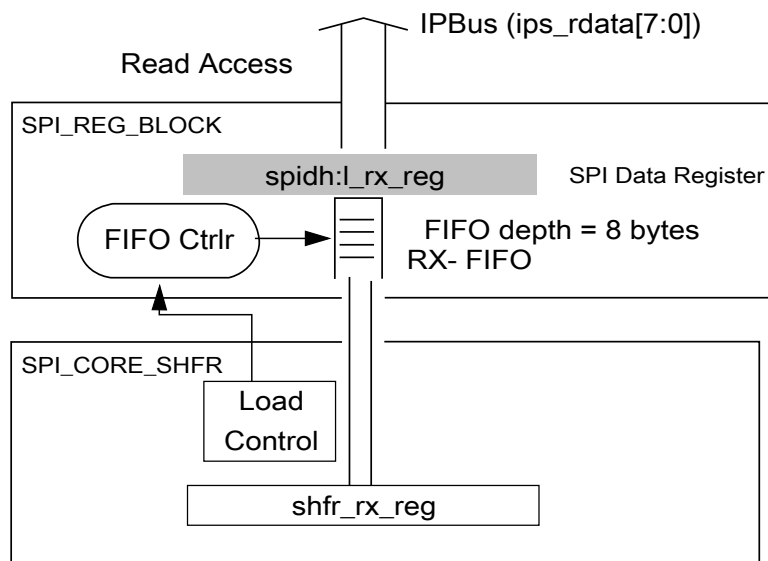 IPBus (ips_rdata[7:0])
Read Access
SPI_REG_BLOCK
spidh:l_rx_reg
SPI Data Register
FIFO Ctrlr
FIFO depth = 8 bytes
RX- FIFO
SPI_CORE_SHFR
Load
Control
shfr_rx_reg